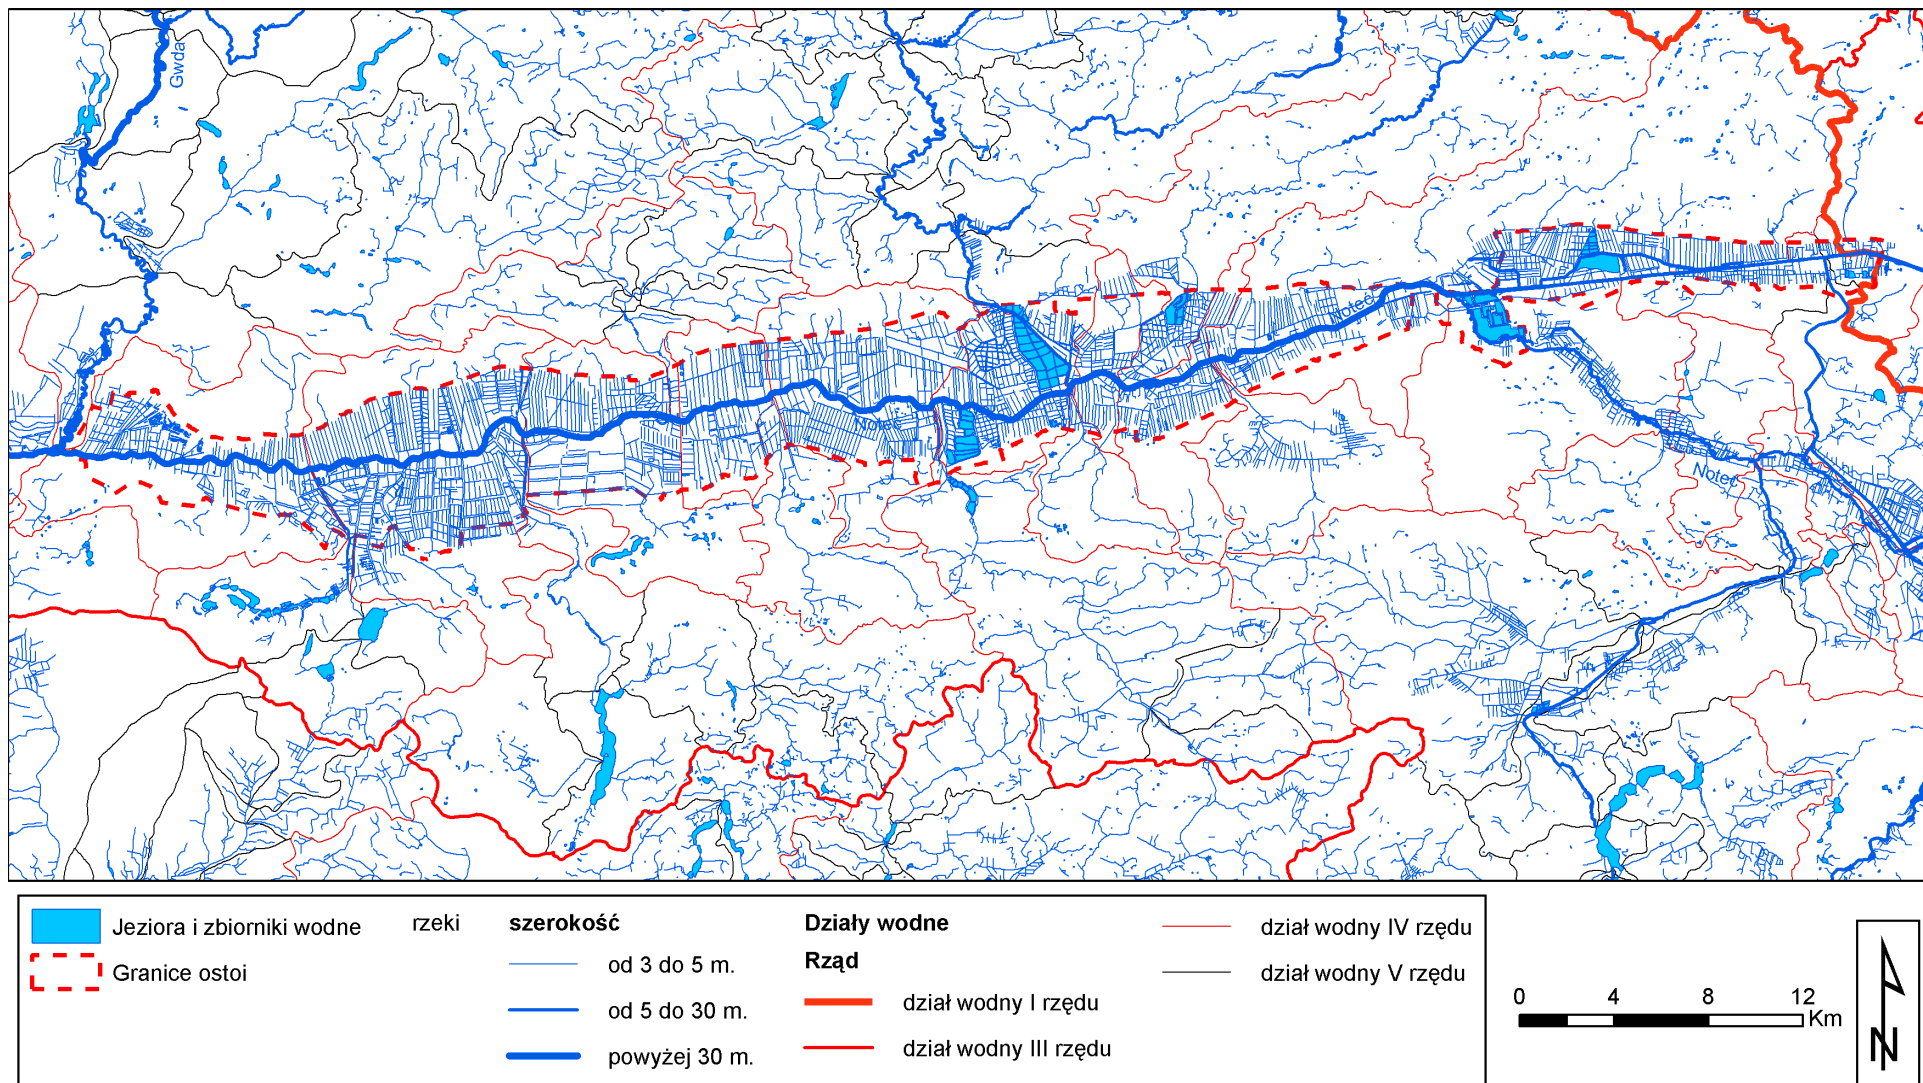 Gwda
Noteć
Noteć
Noteć
Jeziora i zbiorniki wodne
Granice ostoi
rzeki
szerokość
od 3 do 5 m.
od 5 do 30 m.
powyżej 30 m.
Działy wodne
Rząd
dział wodny I rzędu
dział wodny III rzędu
dział wodny IV rzędu
dział wodny V rzędu
0 4 8 12
Km
N